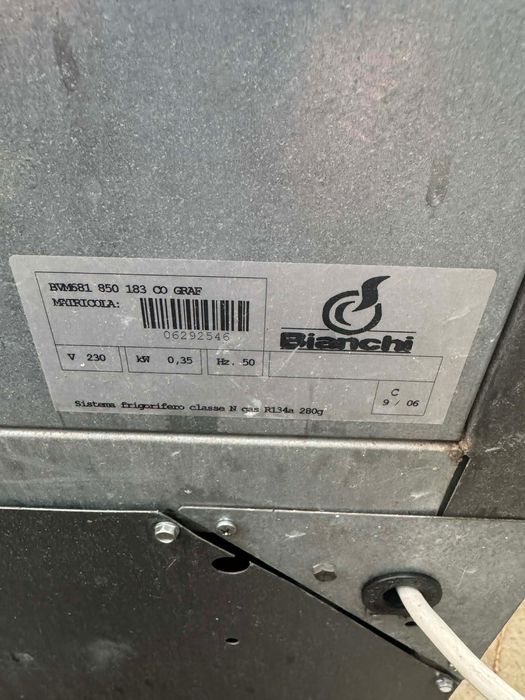 BVM681 850 183 CO GRAF
MATRICOLA:
06292546
Bianchi
V 230
kW 0,35
Hz. 50
C
9 / 06
Sistema frigorifero classe N gas R134a 280g